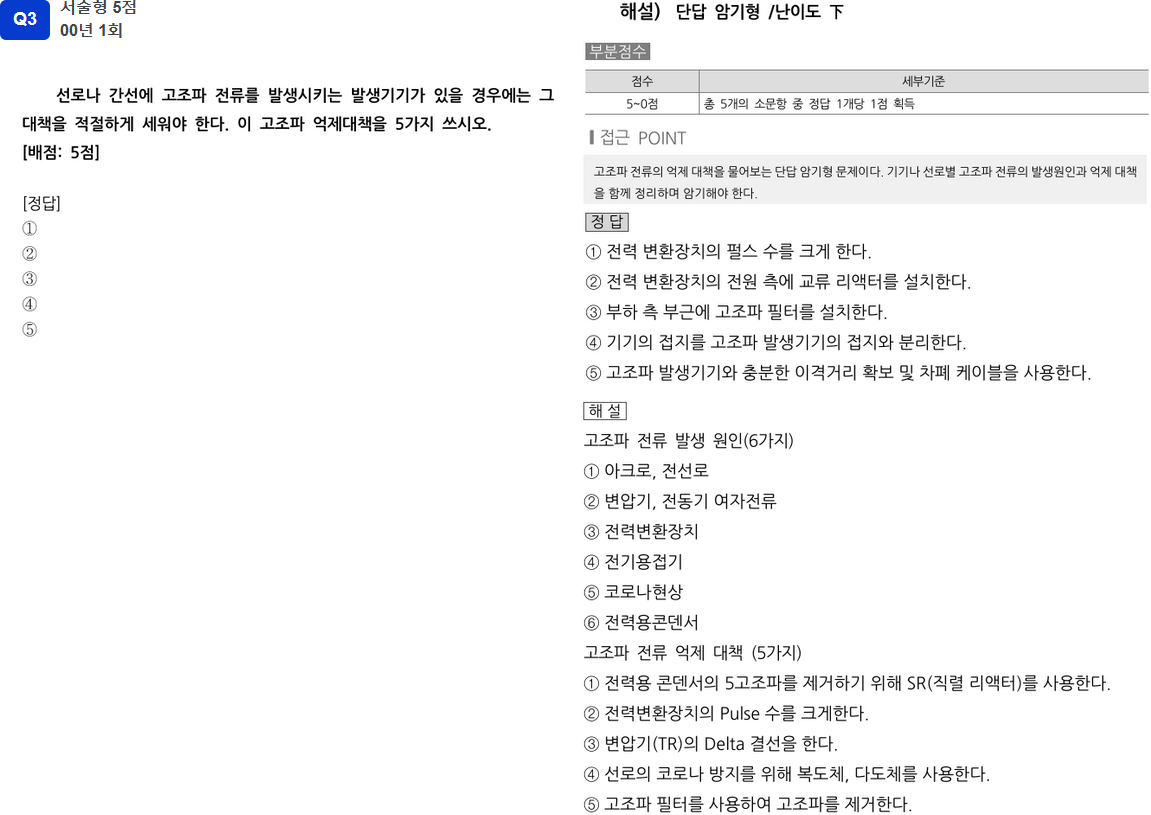 Q3
서술형 5점
00년 1회
선로나 간선에 고조파 전류를 발생시키는 발생기기가 있을 경우에는 그
대책을 적절하게 세워야 한다. 이 고조파 억제대책을 5가지 쓰시오.
[배점: 5점]
[정답]
①
②
③
④
⑤
해설) 단답 암기형 /난이도 下
부분점수
점수 세부기준
5~0점 총 5개의 소문항 중 정답 1개당 1점 획득
접근 POINT
고조파 전류의 억제 대책을 물어보는 단답 암기형 문제이다. 기기나 선로별 고조파 전류의 발생원인과 억제 대책
을 함께 정리하며 암기해야 한다.
정 답
① 전력 변환장치의 펄스 수를 크게 한다.
② 전력 변환장치의 전원 측에 교류 리액터를 설치한다.
③ 부하 측 부근에 고조파 필터를 설치한다.
④ 기기의 접지를 고조파 발생기기의 접지와 분리한다.
⑤ 고조파 발생기기와 충분한 이격거리 확보 및 차폐 케이블을 사용한다.
해 설
고조파 전류 발생 원인(6가지)
① 아크로, 전선로
② 변압기, 전동기 여자전류
③ 전력변환장치
④ 전기용접기
⑤ 코로나현상
⑥ 전력용콘덴서
고조파 전류 억제 대책 (5가지)
① 전력용 콘덴서의 5고조파를 제거하기 위해 SR(직렬 리액터)를 사용한다.
② 전력변환장치의 Pulse 수를 크게한다.
③ 변압기(TR)의 Delta 결선을 한다.
④ 선로의 코로나 방지를 위해 복도체, 다도체를 사용한다.
⑤ 고조파 필터를 사용하여 고조파를 제거한다.